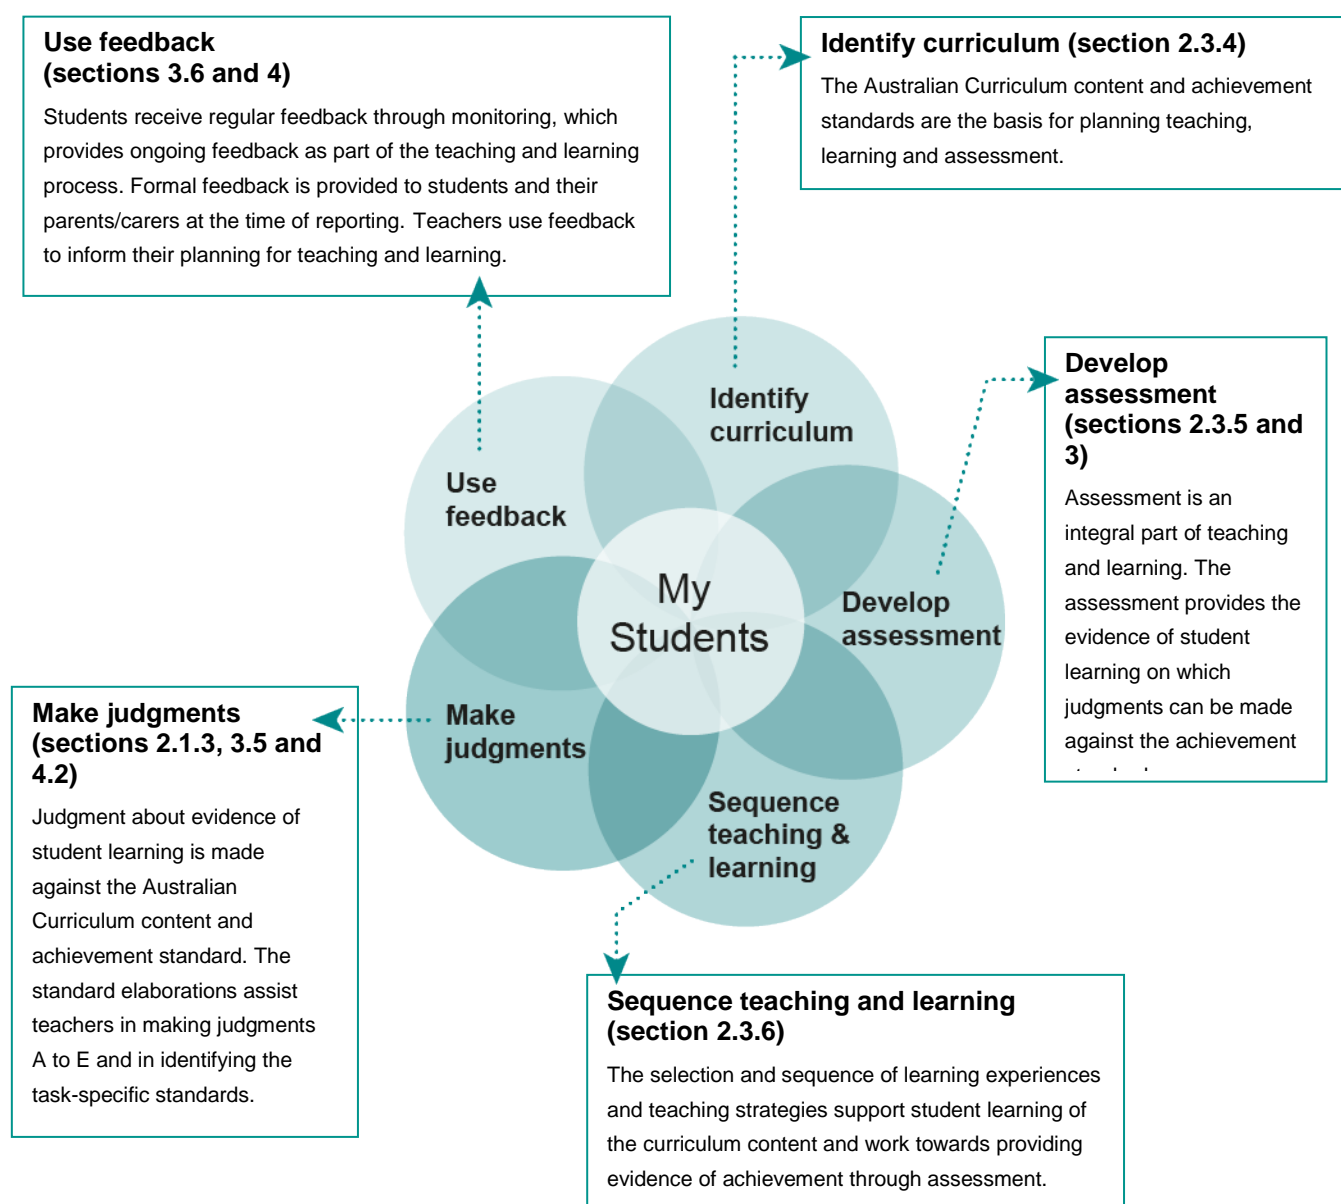 Use feedback
(sections 3.6 and 4)
Students receive regular feedback through monitoring, which
provides ongoing feedback as part of the teaching and learning
process. Formal feedback is provided to students and their
parents/carers at the time of reporting. Teachers use feedback
to inform their planning for teaching and learning.
Identify curriculum (section 2.3.4)
The Australian Curriculum content and achievement
standards are the basis for planning teaching,
learning and assessment.
Develop
assessment
(sections 2.3.5 and
3)
Assessment is an
integral part of teaching
and learning. The
assessment provides the
evidence of student
learning on which
judgments can be made
against the achievement
Identify
curriculum
Use
feedback
My
Students
Develop
assessment
Make
judgments
Sequence
teaching &
learning
Make judgments
(sections 2.1.3, 3.5 and
4.2)
Judgment about evidence of
student learning is made
against the Australian
Curriculum content and
achievement standard. The
standard elaborations assist
teachers in making judgments
A to E and in identifying the
task-specific standards.
Sequence teaching and learning
(section 2.3.6)
The selection and sequence of learning experiences
and teaching strategies support student learning of
the curriculum content and work towards providing
evidence of achievement through assessment.